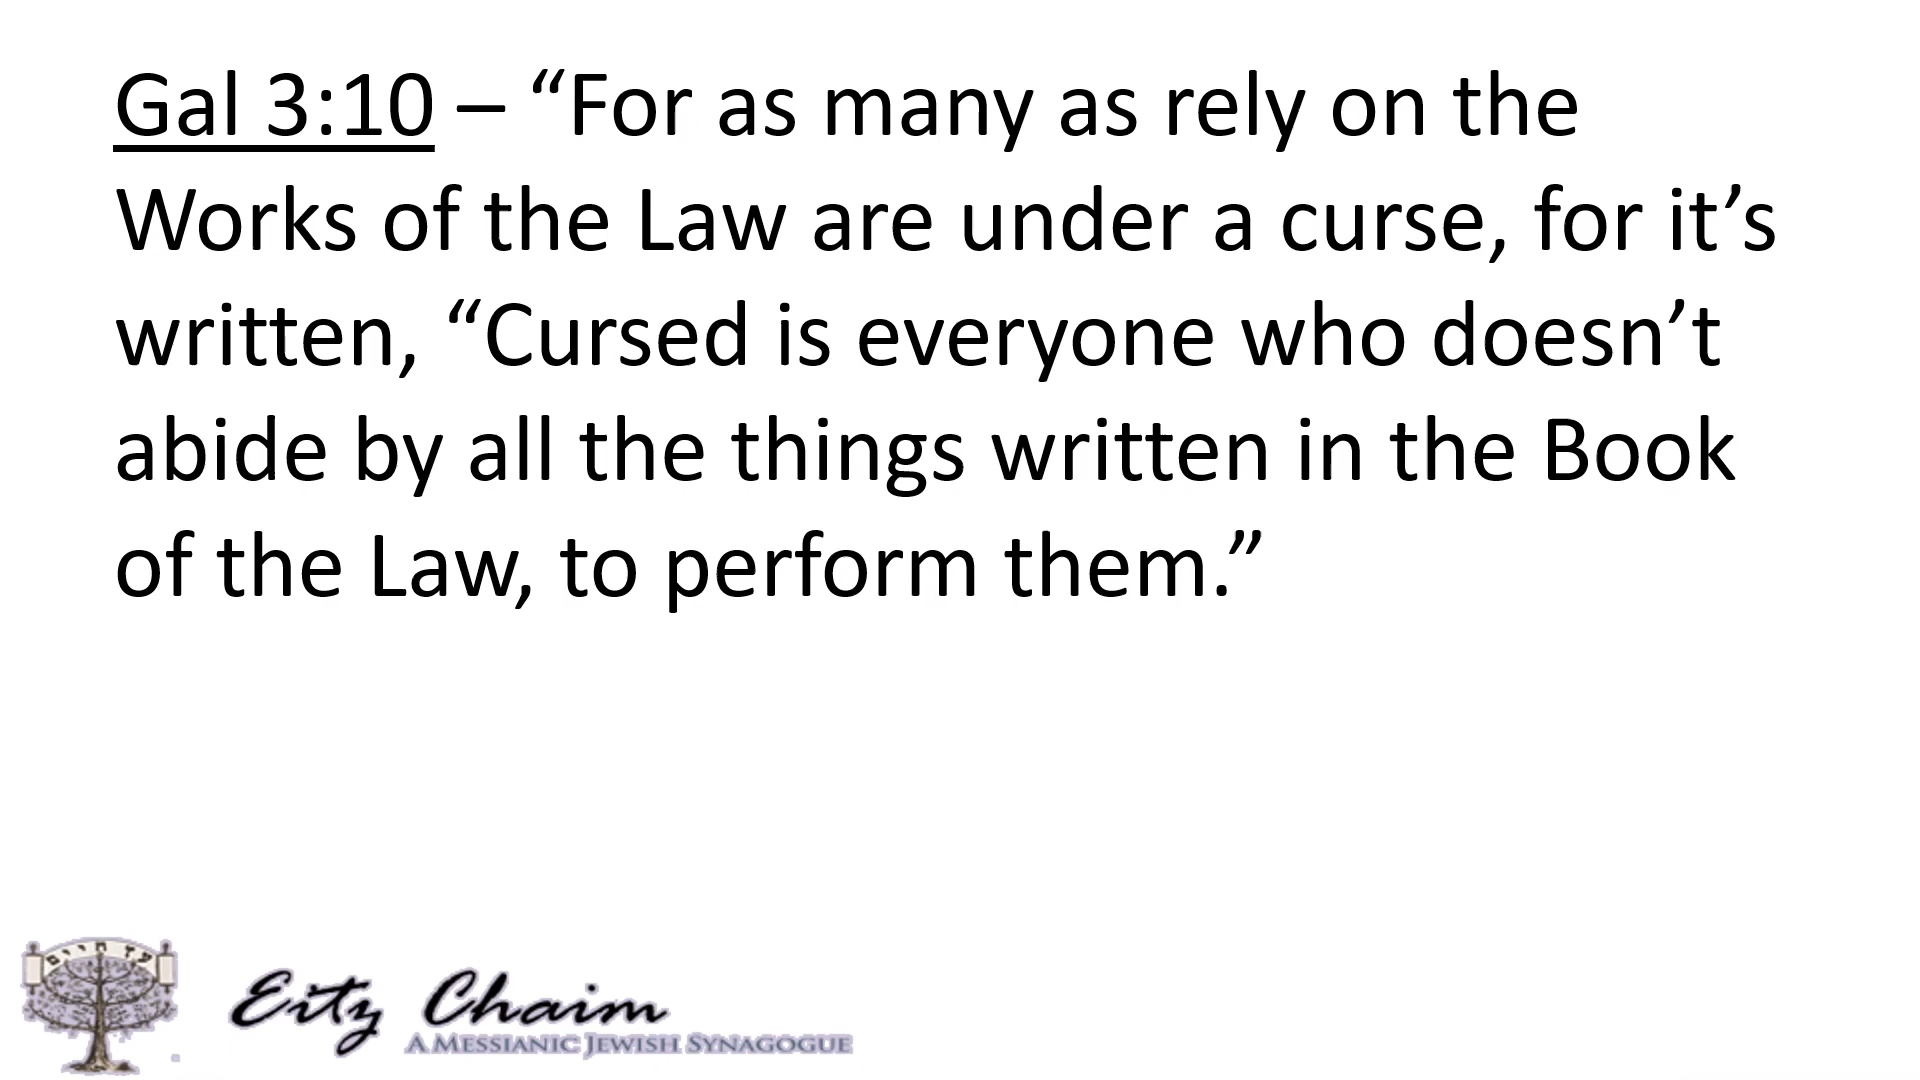 Gal 3:10 – “For as many as rely on the
Works of the Law are under a curse, for it’s
written, “Cursed is everyone who doesn’t
abide by all the things written in the Book
of the Law, to perform them.”
עץ חיים
Eitz Chaim
A Messianic Jewish Synagogue